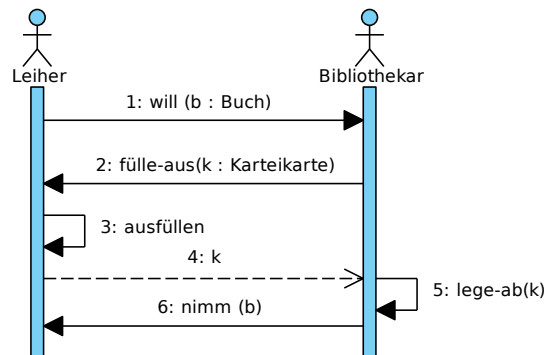 Leiher
Bibliothekar
1: will (b : Buch)
2: fülle-aus(k : Karteikarte)
3: ausfüllen
4: k
5: lege-ab(k)
6: nimm (b)